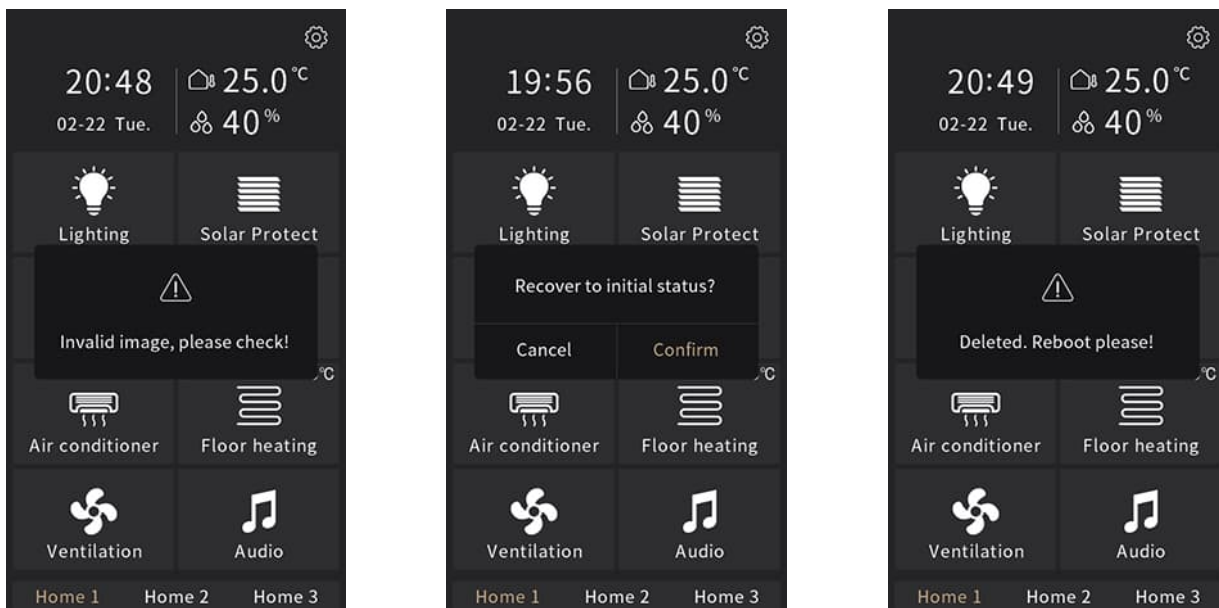 20:48
25.0 °C
02-22 Tue.
40 %
Lighting
Solar Protect
Invalid image, please check!
°C
Air conditioner
Floor heating
Ventilation
Audio
Home 1
Home 2
Home 3
19:56
25.0 °C
02-22 Tue.
40 %
Lighting
Solar Protect
Recover to initial status?
Cancel
Confirm
°C
Air conditioner
Floor heating
Ventilation
Audio
Home 1
Home 2
Home 3
20:49
25.0 °C
02-22 Tue.
40 %
Lighting
Solar Protect
Deleted. Reboot please!
°C
Air conditioner
Floor heating
Ventilation
Audio
Home 1
Home 2
Home 3